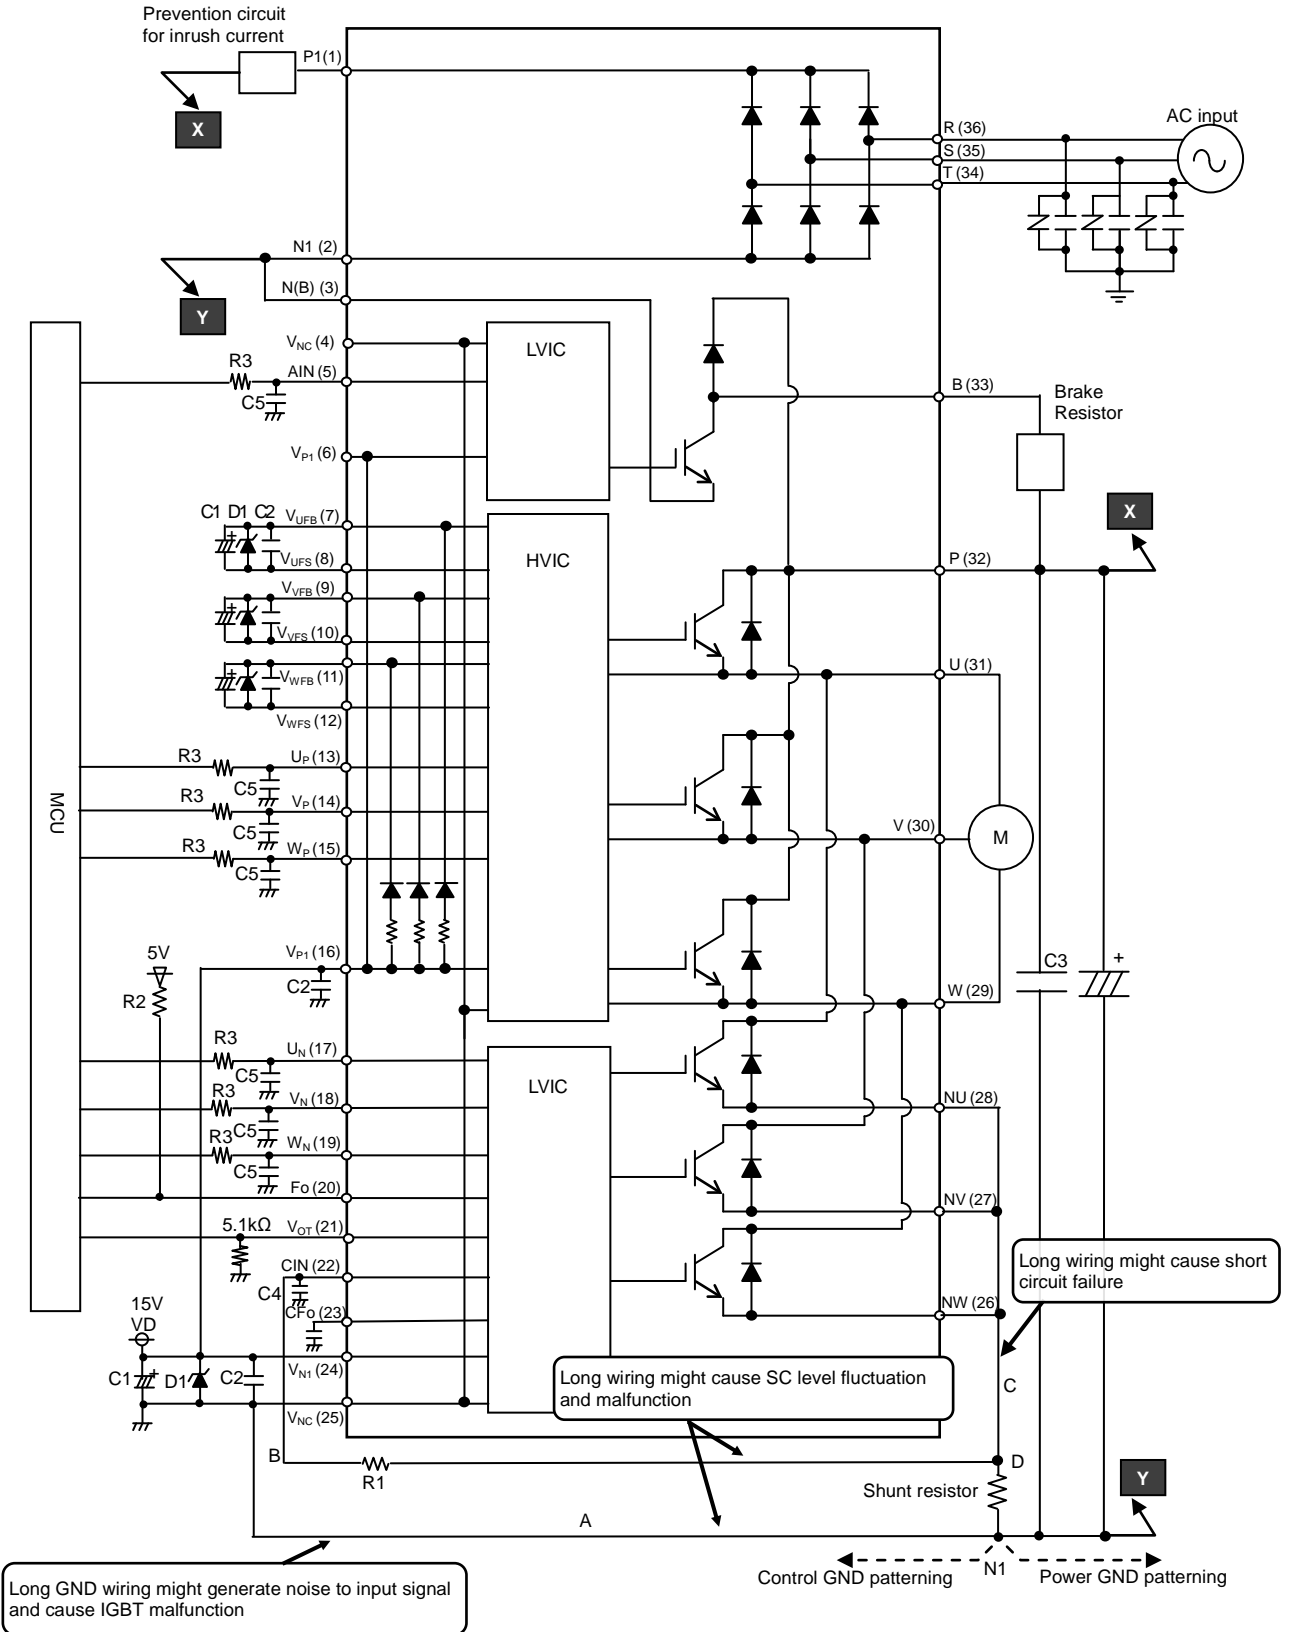 Prevention circuit
for inrush current
P1(1)
X
AC input
R (36)
S (35)
T (34)
N1 (2)
N(B) (3)
Y
VNC (4)
LVIC
R3
AIN (5)
C5
B (33)
Brake
Resistor
VP1 (6)
C1 D1 C2
VUFB (7)
X
HVIC
VUFS (8)
P (32)
VVFB (9)
VVFS (10)
U (31)
VWFB (11)
VWFS (12)
R3
UP (13)
C5
R3
VP (14)
MCU
C5
V (30)
M
R3
WP (15)
C5
5V
VP1 (16)
C3
+
R2
C2
W (29)
R3
UN (17)
C5
LVIC
R3
VN (18)
NU (28)
C5
R3
WN (19)
C5
Fo (20)
NV (27)
5.1kΩ
VOT (21)
Long wiring might cause short
circuit failure
CIN (22)
C4
NW (26)
CFo (23)
15V
VD
VN1 (24)
C1
+
D1
C2
Long wiring might cause SC level fluctuation
and malfunction
C
VNC (25)
B
D
R1
Y
Shunt resistor
A
Control GND patterning
N1
Power GND patterning
Long GND wiring might generate noise to input signal
and cause IGBT malfunction